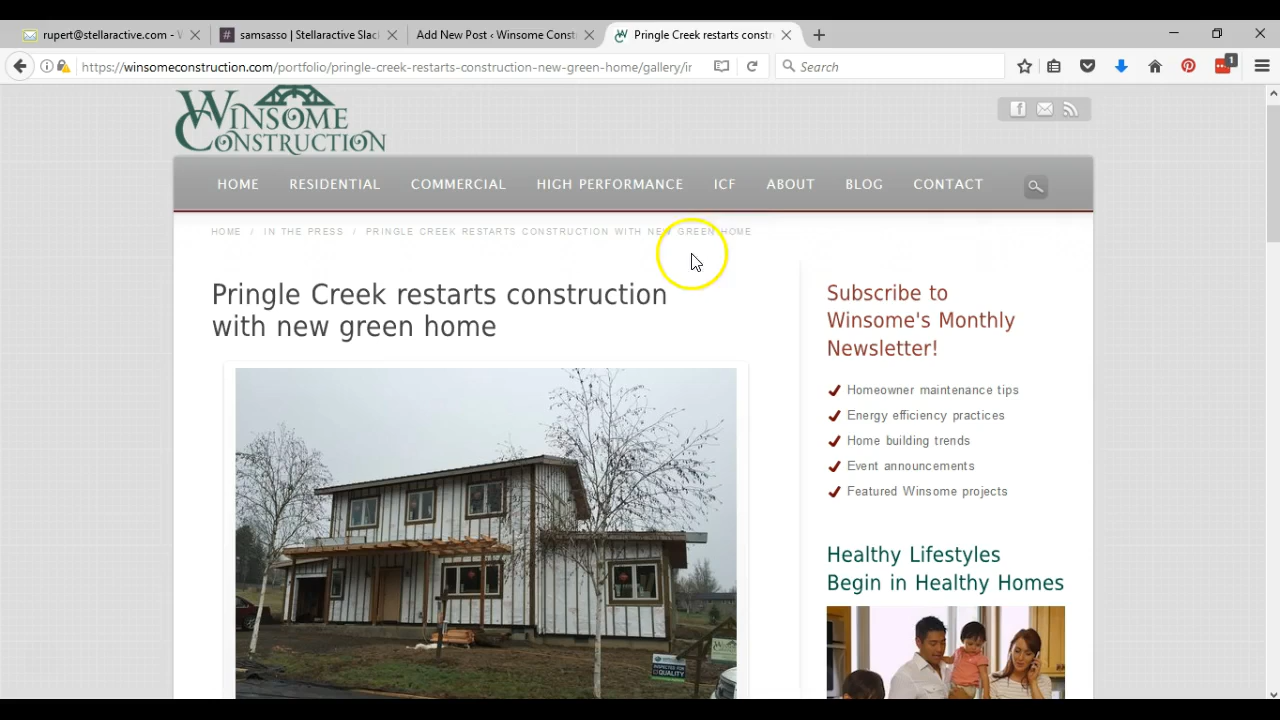 rupert@stellaractive.com - W
samsasso | Stellaractive Slac
Add New Post ‹ Winsome Const
Pringle Creek restarts constr
https://winsomeconstruction.com/portfolio/pringle-creek-restarts-construction-new-green-home/gallery/ir
Search
1
WINSOME
CONSTRUCTION
HOME RESIDENTIAL COMMERCIAL HIGH PERFORMANCE ICF ABOUT BLOG CONTACT
HOME / IN THE PRESS / PRINGLE CREEK RESTARTS CONSTRUCTION WITH NEW GREEN HOME
Pringle Creek restarts construction
with new green home
Subscribe to
Winsome's Monthly
Newsletter!
Homeowner maintenance tips
Energy efficiency practices
Home building trends
Event announcements
Featured Winsome projects
Healthy Lifestyles
Begin in Healthy Homes
INSPECTED FOR
QUALITY